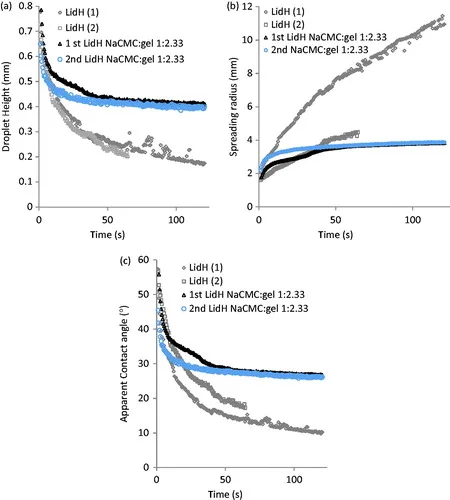 (a)
0.8
0.7
0.6
0.5
0.4
0.3
0.2
0.1
0
0 50 100
Droplet Height (mm)
Time (s)
LidH (1)
LidH (2)
1st LidH NaCMC:gel 1:2.33
2nd LidH NaCMC:gel 1:2.33
(b)
12
10
8
6
4
2
0
0 50 100
Spreading radius (mm)
Time (s)
LidH (1)
LidH (2)
1st LidH NaCMC:gel 1:2.33
2nd NaCMC:gel 1:2.33
(c)
60
50
40
30
20
10
0
0 50 100
Apparent Contact angle (°)
Time (s)
LidH (1)
LidH (2)
1st LidH NaCMC:gel 1:2.33
2nd LidH NaCMC:gel 1:2.33